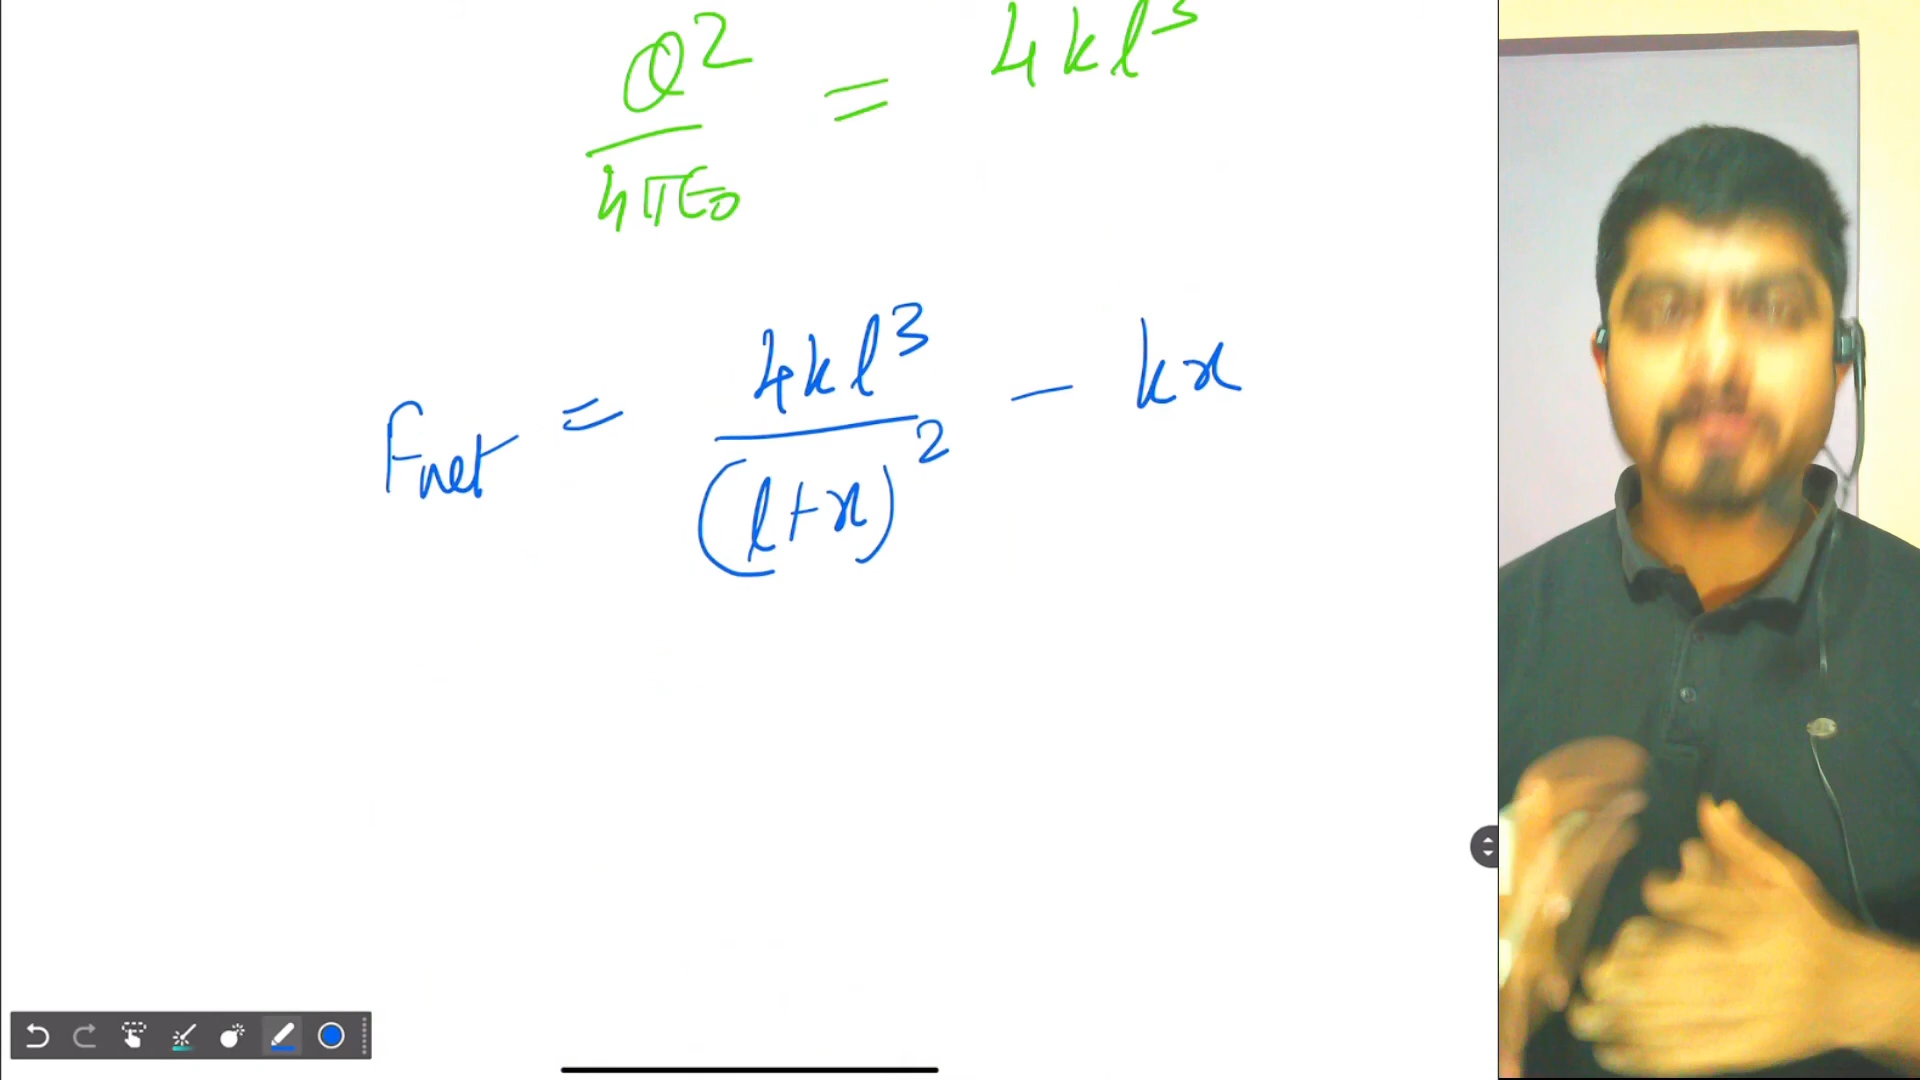 Q²/4πε₀ = 4kl³
Fnet = 4kl³/(l+x)² - kx